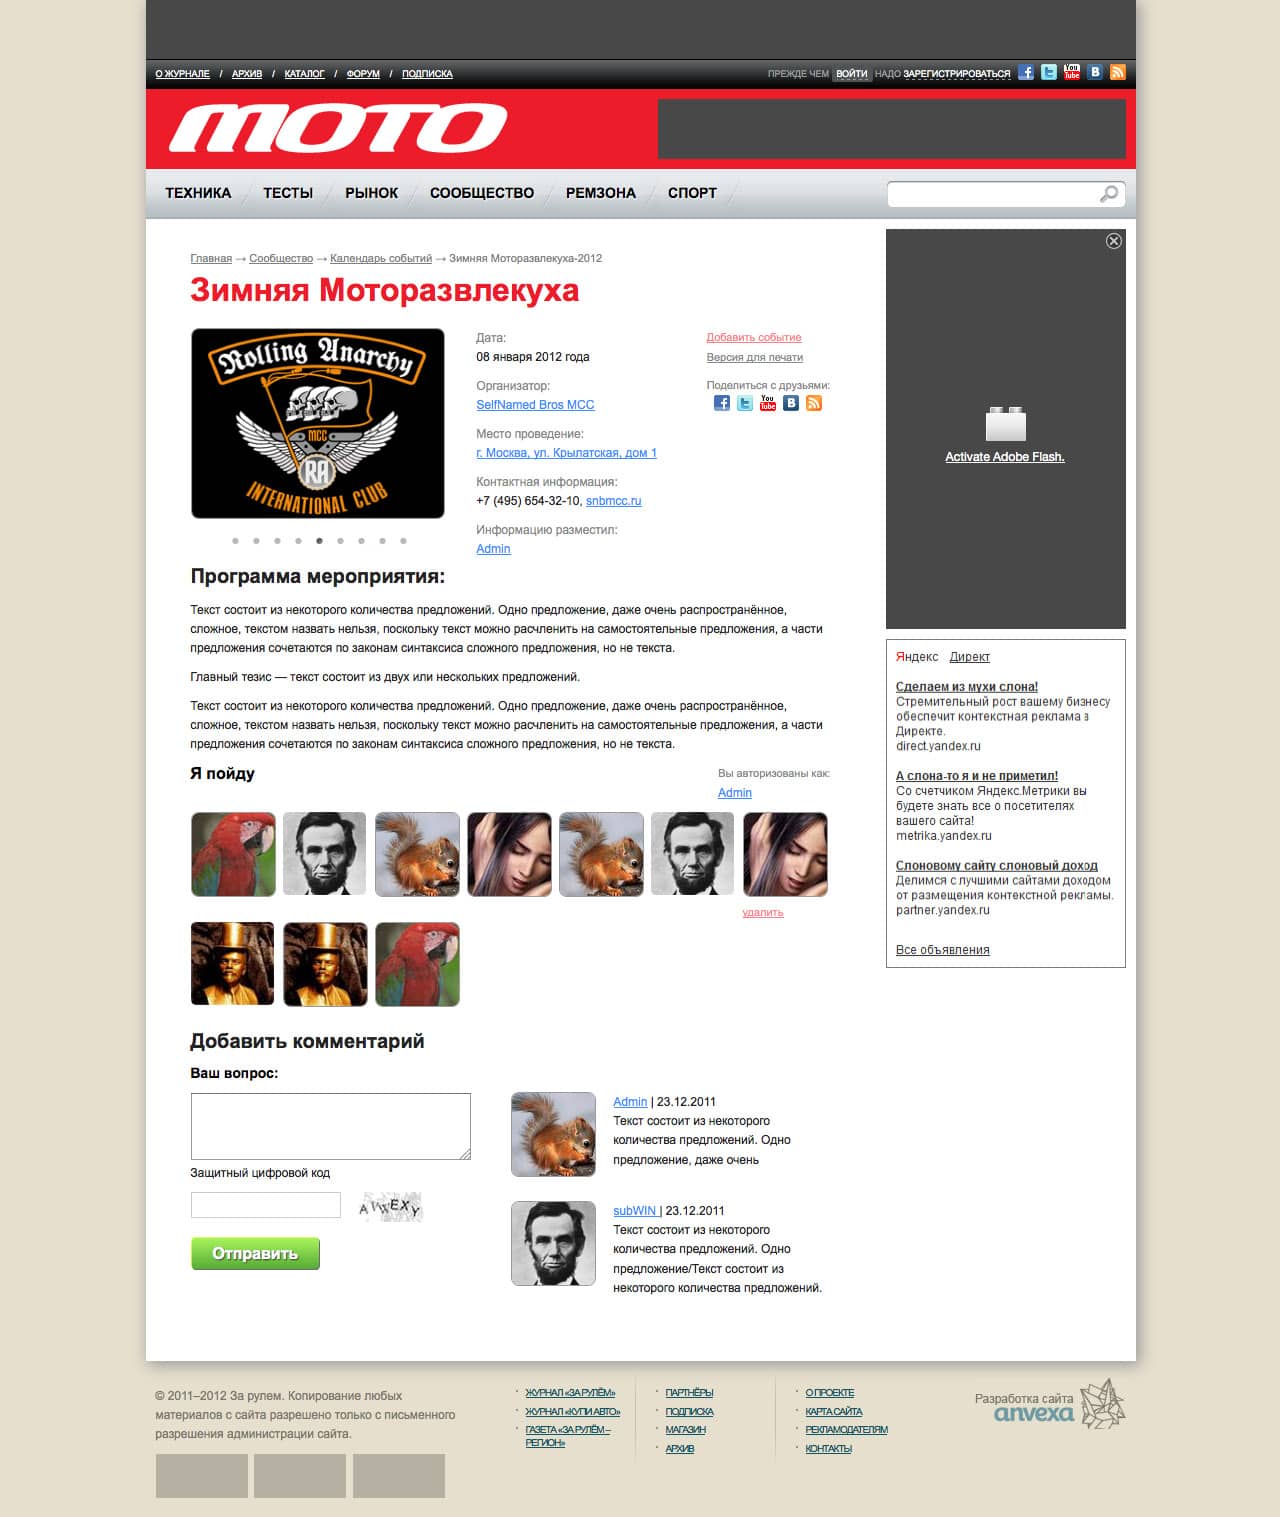 О ЖУРНАЛЕ / АРХИВ / КАТАЛОГ / ФОРУМ / ПОДПИСКА
ПРЕЖДЕ ЧЕМ ВОЙТИ НАДО ЗАРЕГИСТРИРОВАТЬСЯ
МОТО
ТЕХНИКА ТЕСТЫ РЫНОК СООБЩЕСТВО РЕМЗОНА СПОРТ
Главная → Сообщество → Календарь событий → Зимняя Моторазвлекуха-2012
Зимняя Моторазвлекуха
Rolling Anarchy
MCC
RA
INTERNATIONAL CLUB
Дата:
08 января 2012 года
Организатор:
SelfNamed Bros MCC
Место проведение:
г. Москва, ул. Крылатская, дом 1
Контактная информация:
+7 (495) 654-32-10, snbmcc.ru
Информацию разместил:
Admin
Добавить событие
Версия для печати
Поделиться с друзьями:
Программа мероприятия:
Текст состоит из некоторого количества предложений. Одно предложение, даже очень распространённое,
сложное, текстом назвать нельзя, поскольку текст можно расчленить на самостоятельные предложения, а части
предложения сочетаются по законам синтаксиса сложного предложения, но не текста.
Главный тезис — текст состоит из двух или нескольких предложений.
Текст состоит из некоторого количества предложений. Одно предложение, даже очень распространённое,
сложное, текстом назвать нельзя, поскольку текст можно расчленить на самостоятельные предложения, а части
предложения сочетаются по законам синтаксиса сложного предложения, но не текста.
Я пойду
Вы авторизованы как:
Admin
удалить
Добавить комментарий
Ваш вопрос:
Защитный цифровой код
Отправить
Admin | 23.12.2011
Текст состоит из некоторого
количества предложений. Одно
предложение, даже очень
subWIN | 23.12.2011
Текст состоит из некоторого
количества предложений. Одно
предложение/Текст состоит из
некоторого количества предложений.
Activate Adobe Flash.
Яндекс Директ
Сделаем из мухи слона!
Стремительный рост вашему бизнесу
обеспечит контекстная реклама в
Директе.
direct.yandex.ru
А слона-то я и не приметил!
Со счетчиком Яндекс.Метрики вы
будете знать все о посетителях
вашего сайта!
metrika.yandex.ru
Слоновому сайту слоновый доход
Делимся с лучшими сайтами доходом
от размещения контекстной рекламы.
partner.yandex.ru
Все объявления
© 2011–2012 За рулем. Копирование любых
материалов с сайта разрешено только с письменного
разрешения администрации сайта.
ЖУРНАЛ «ЗА РУЛЁМ»
ЖУРНАЛ «КУПИ АВТО»
ГАЗЕТА «ЗА РУЛЁМ –
РЕГИОН»
ПАРТНЁРЫ
ПОДПИСКА
МАГАЗИН
АРХИВ
О ПРОЕКТЕ
КАРТА САЙТА
РЕКЛАМОДАТЕЛЯМ
КОНТАКТЫ
Разработка сайта
anvexa